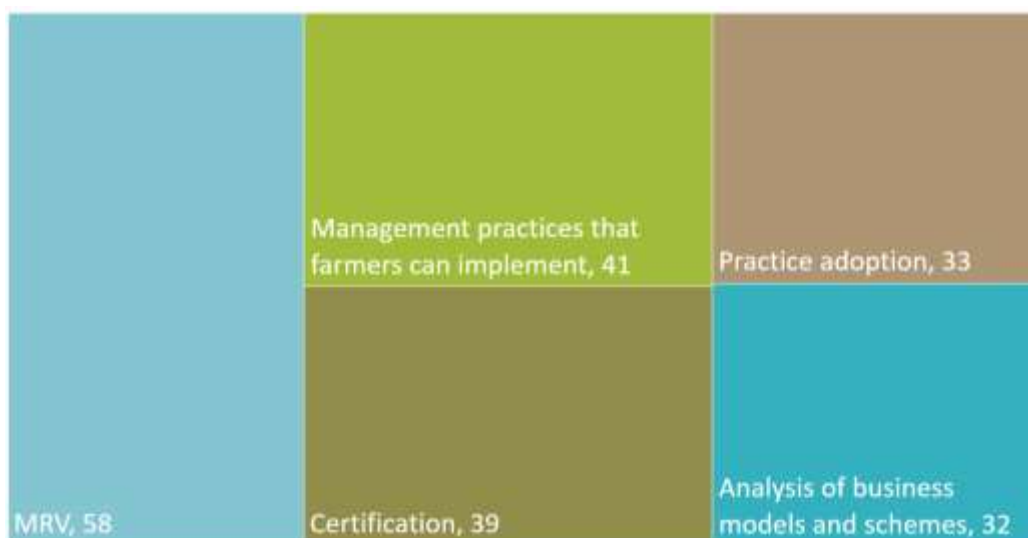 Management practices that
farmers can implement, 41
Practice adoption, 33
MRV, 58
Certification, 39
Analysis of business
models and schemes, 32